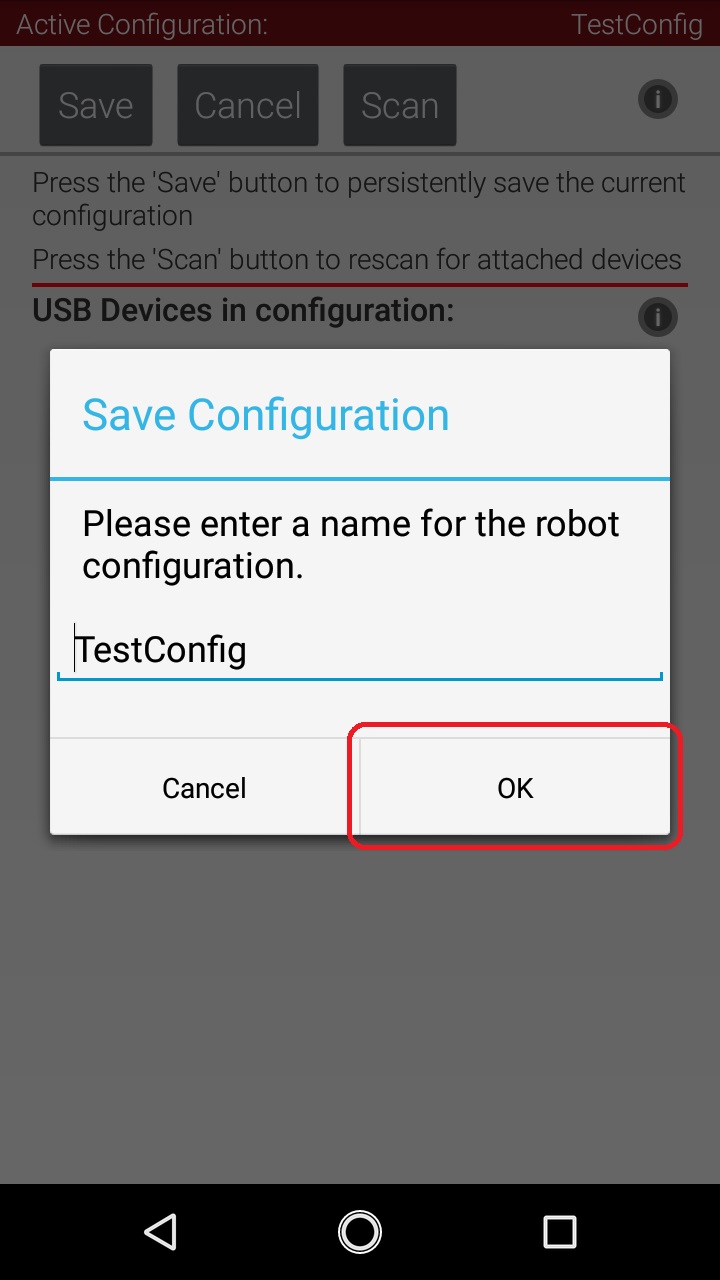 Active Configuration: TestConfig
Save Cancel Scan
Press the 'Save' button to persistently save the current
configuration
Press the 'Scan' button to rescan for attached devices
USB Devices in configuration:
Save Configuration
Please enter a name for the robot
configuration.
TestConfig
Cancel OK